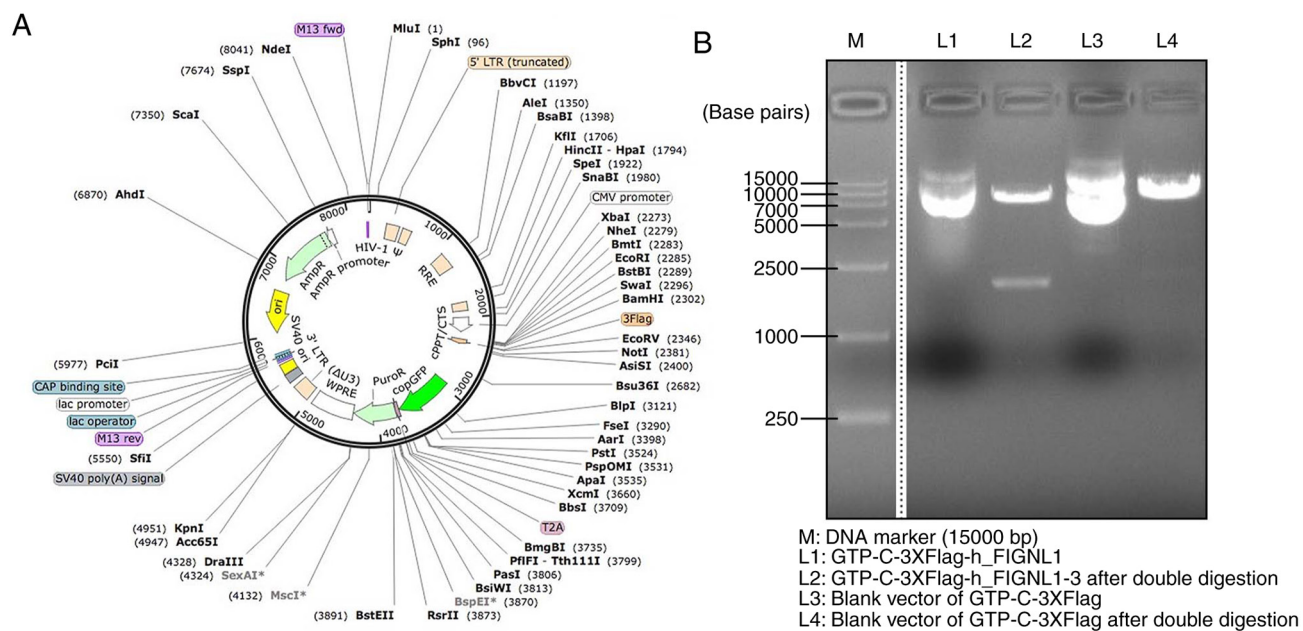 A
M13 fwd
MluI (1)
SphI (96)
5' LTR (truncated)
BbvCI (1197)
AleI (1350)
BsaBI (1398)
KflI (1706)
HincII - HpaI (1794)
SpeI (1922)
SnaBI (1980)
CMV promoter
XbaI (2273)
NheI (2279)
BmtI (2283)
EcoRI (2285)
BstBI (2289)
SwaI (2296)
BamHI (2302)
3Flag
EcoRV (2346)
NotI (2381)
AsiSI (2400)
Bsu36I (2682)
BlpI (3121)
FseI (3290)
AarI (3398)
PstI (3524)
PspOMI (3531)
ApaI (3535)
XcmI (3660)
BbsI (3709)
T2A
BmgBI (3735)
PflFI - Tth111I (3799)
PasI (3806)
BsiWI (3813)
BspEI* (3870)
RsrII (3873)
(3891) BstEII
(4132) MscI*
(4324) SexAI*
(4328) DraIII
(4947) Acc65I
(4951) KpnI
SV40 poly(A) signal
(5550) SfiI
M13 rev
lac operator
lac promoter
CAP binding site
(5977) PciI
(6870) AhdI
(7350) ScaI
(7674) SspI
(8041) NdeI
1000
2000
3000
4000
5000
600
7000
8000
HIV-1 Ψ
RRE
cPPT/CTS
copGFP
PuroR
WPRE
3' LTR (ΔU3)
SV40 ori
ori
AmpR
AmpR promoter
B
M L1 L2 L3 L4
(Base pairs)
15000
10000
7000
5000
2500
1000
250
M: DNA marker (15000 bp)
L1: GTP-C-3XFlag-h_FIGNL1
L2: GTP-C-3XFlag-h_FIGNL1-3 after double digestion
L3: Blank vector of GTP-C-3XFlag
L4: Blank vector of GTP-C-3XFlag after double digestion